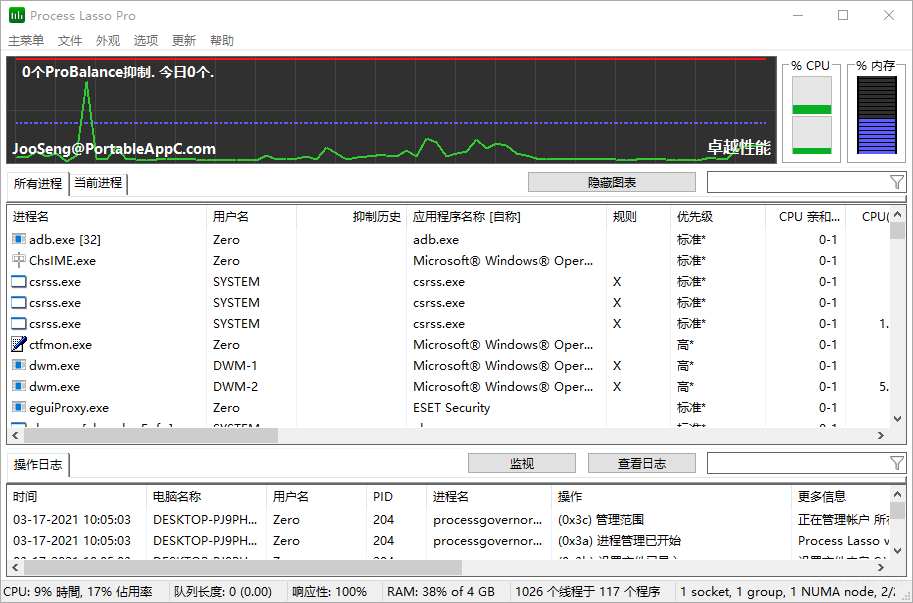 Process Lasso Pro
主菜单 文件 外观 选项 更新 帮助
0个ProBalance抑制. 今日0个.
% CPU % 内存
JooSeng@PortableAppC.com 卓越性能
所有进程 当前进程 隐藏图表
进程名 用户名 抑制历史 应用程序名称 [自称] 规则 优先级 CPU 亲和... CPU(
adb.exe [32] Zero adb.exe 标准* 0-1
ChsIME.exe Zero Microsoft® Windows® Oper... 标准* 0-1
csrss.exe SYSTEM csrss.exe X 标准* 0-1
csrss.exe SYSTEM csrss.exe X 标准* 0-1
csrss.exe SYSTEM csrss.exe X 标准* 0-1 1.
ctfmon.exe Zero Microsoft® Windows® Oper... 高* 0-1
dwm.exe DWM-1 Microsoft® Windows® Oper... X 高* 0-1
dwm.exe DWM-2 Microsoft® Windows® Oper... X 高* 0-1 5.
eguiProxy.exe Zero ESET Security 标准* 0-1
操作日志 监视 查看日志
时间 电脑名称 用户名 PID 进程名 操作 更多信息
03-17-2021 10:05:03 DESKTOP-PJ9PH... Zero 204 processgovernor... (0x3c) 管理范围 正在管理帐户 所有
03-17-2021 10:05:03 DESKTOP-PJ9PH... Zero 204 processgovernor... (0x3a) 进程管理已开始 Process Lasso v
CPU: 9% 時間, 17% 佔用率 队列长度: 0 (0.00) 响应性: 100% RAM: 38% of 4 GB 1026 个线程于 117 个程序 1 socket, 1 group, 1 NUMA node, 2/